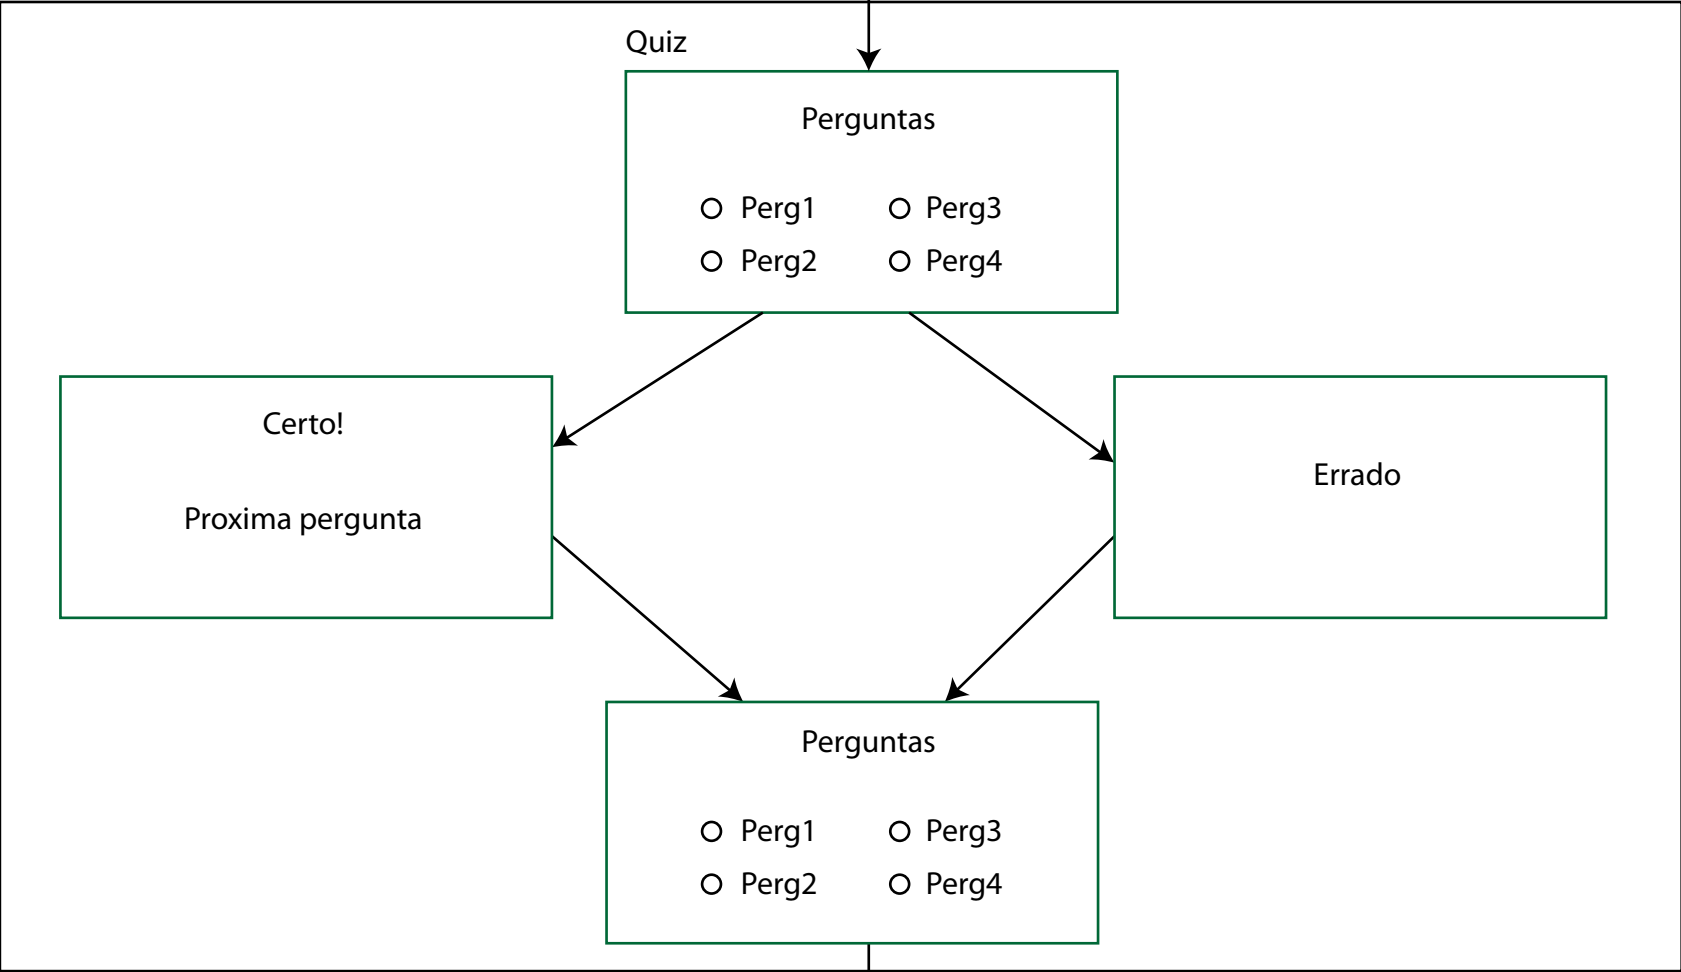 Quiz
Perguntas
Perg1 Perg3
Perg2 Perg4
Certo!
Proxima pergunta
Errado
Perguntas
Perg1 Perg3
Perg2 Perg4